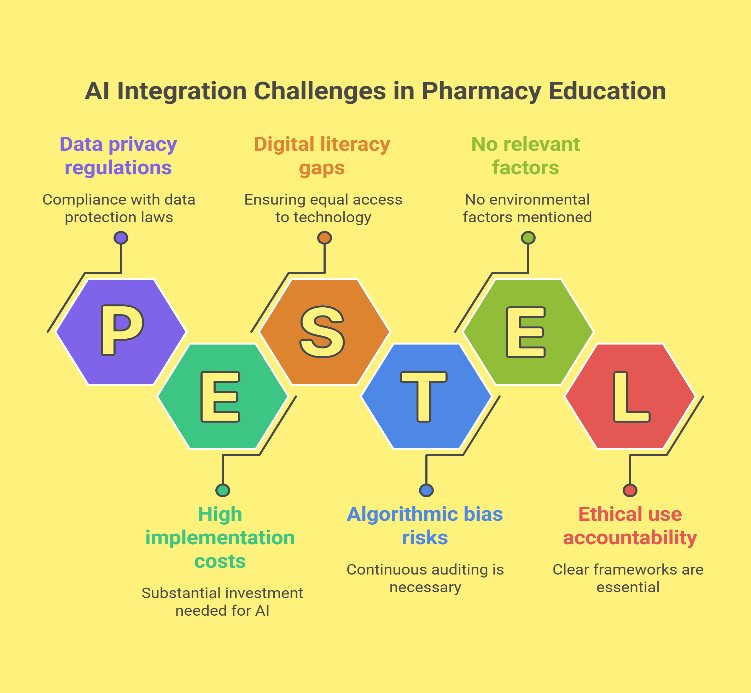 AI Integration Challenges in Pharmacy Education
Data privacy
regulations
Compliance with data
protection laws
Digital literacy
gaps
Ensuring equal access
to technology
No relevant
factors
No environmental
factors mentioned
P
E
S
T
E
L
High
implementation
costs
Substantial investment
needed for AI
Algorithmic bias
risks
Continuous auditing is
necessary
Ethical use
accountability
Clear frameworks are
essential